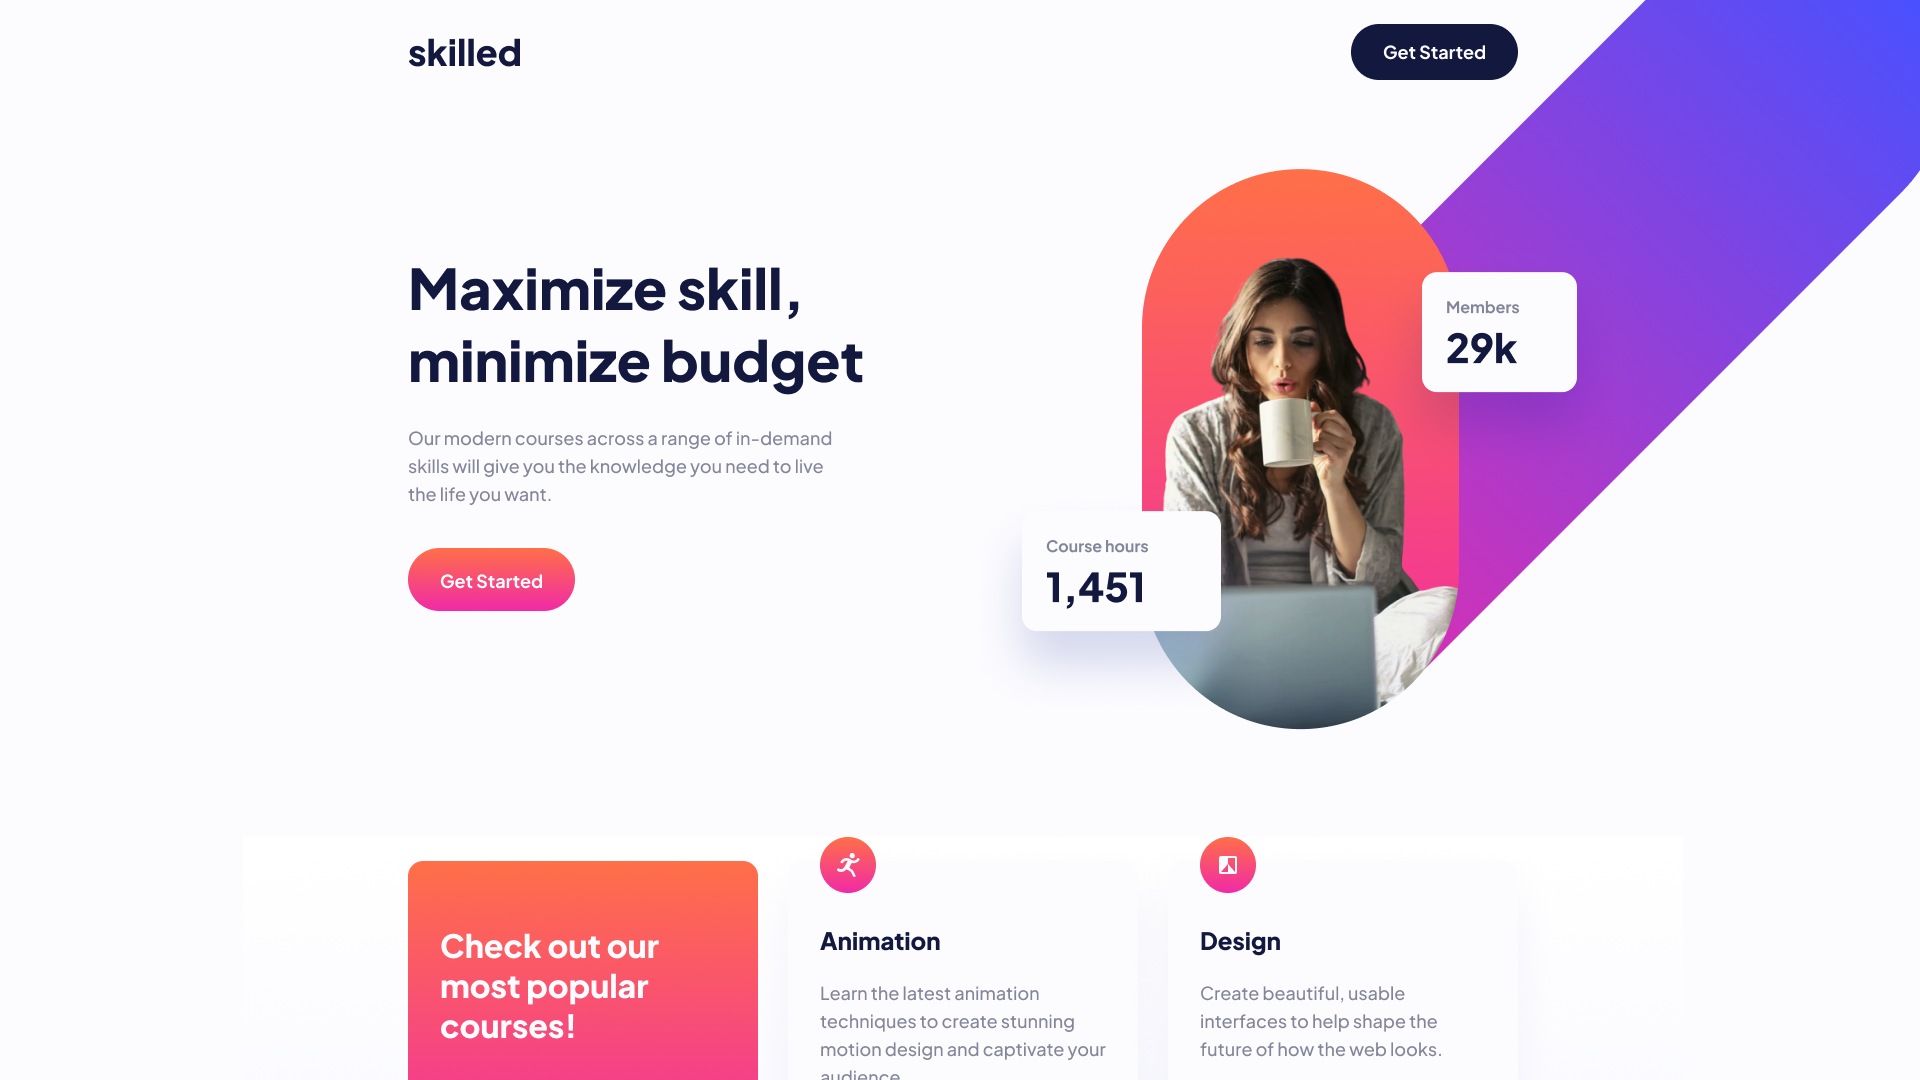 skilled
Get Started
Maximize skill,
minimize budget
Our modern courses across a range of in-demand
skills will give you the knowledge you need to live
the life you want.
Get Started
Members
29k
Course hours
1,451
Check out our
most popular
courses!
Animation
Learn the latest animation
techniques to create stunning
motion design and captivate your
audience.
Design
Create beautiful, usable
interfaces to help shape the
future of how the web looks.